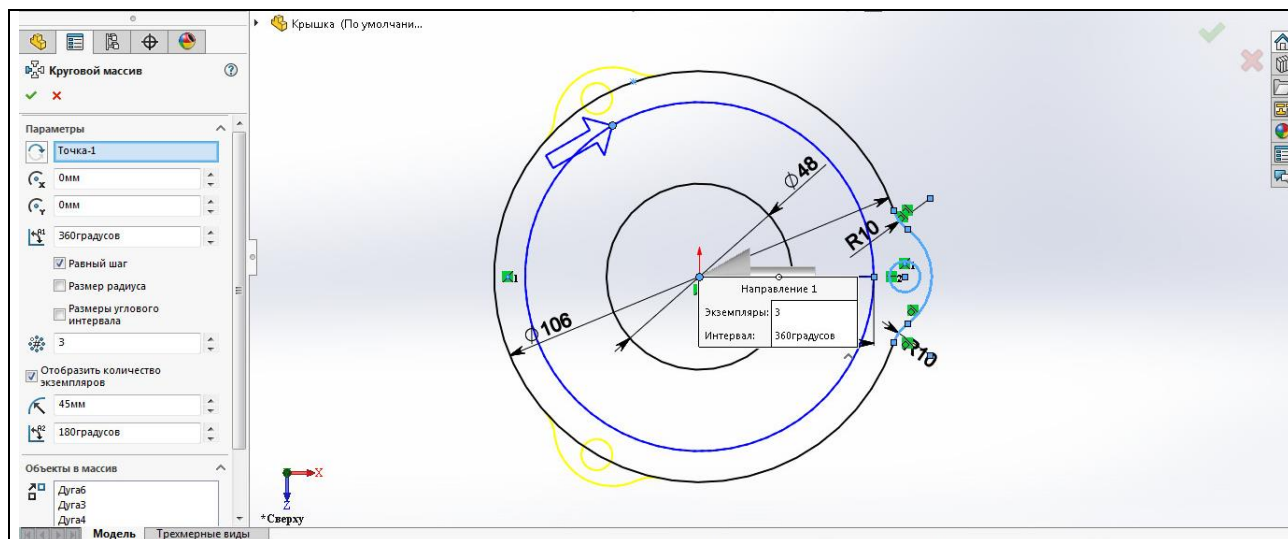 Крышка (По умолчани...
Круговой массив
Параметры
Точка-1
0мм
0мм
360градусов
Равный шаг
Размер радиуса
Размеры углового
интервала
3
Отобразить количество
экземпляров
45мм
180градусов
Объекты в массив
Дуга6
Дуга3
Дуга4
Модель
Трехмерные виды
Ø48
R10
Ø106
R10
Направление 1
Экземпляры: 3
Интервал: 360градусов
X
Z
*Сверху